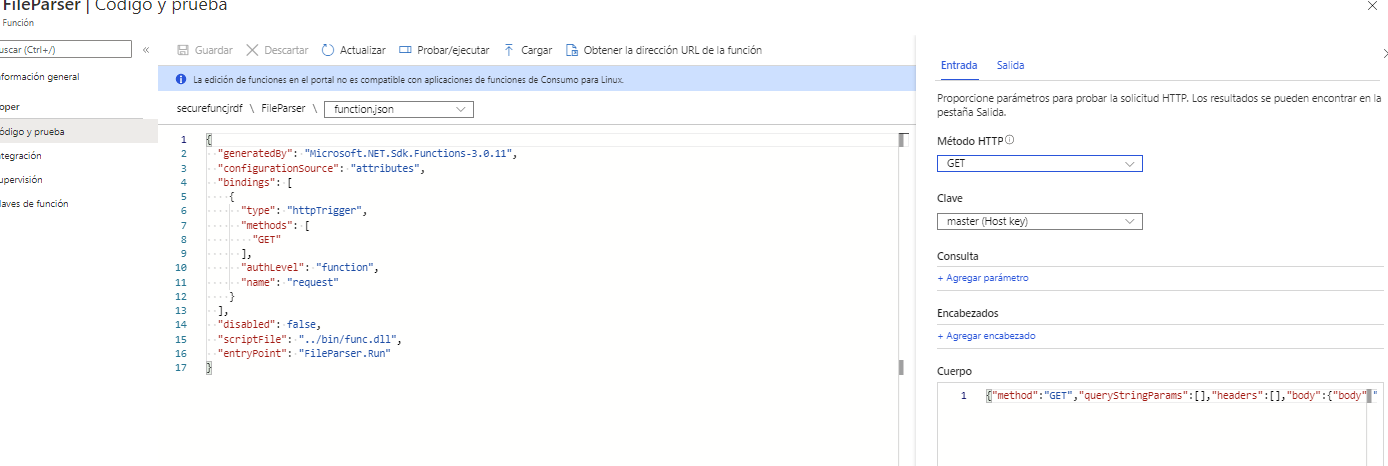 FileParser | Código y prueba
Función
uscar (Ctrl+/)
«
Guardar
Descartar
Actualizar
Probar/ejecutar
Cargar
Obtener la dirección URL de la función
nformación general
oper
ódigo y prueba
tegración
upervisión
laves de función
La edición de funciones en el portal no es compatible con aplicaciones de funciones de Consumo para Linux.
securefuncjrdf \ FileParser \ function.json
1 {
2 "generatedBy": "Microsoft.NET.Sdk.Functions-3.0.11",
3 "configurationSource": "attributes",
4 "bindings": [
5 {
6 "type": "httpTrigger",
7 "methods": [
8 "GET"
9 ],
10 "authLevel": "function",
11 "name": "request"
12 }
13 ],
14 "disabled": false,
15 "scriptFile": "../bin/func.dll",
16 "entryPoint": "FileParser.Run"
17 }
Entrada
Salida
Proporcione parámetros para probar la solicitud HTTP. Los resultados se pueden encontrar en la
pestaña Salida.
Método HTTP
GET
Clave
master (Host key)
Consulta
+ Agregar parámetro
Encabezados
+ Agregar encabezado
Cuerpo
1 {"method":"GET","queryStringParams":[],"headers":[],"body":{"body"